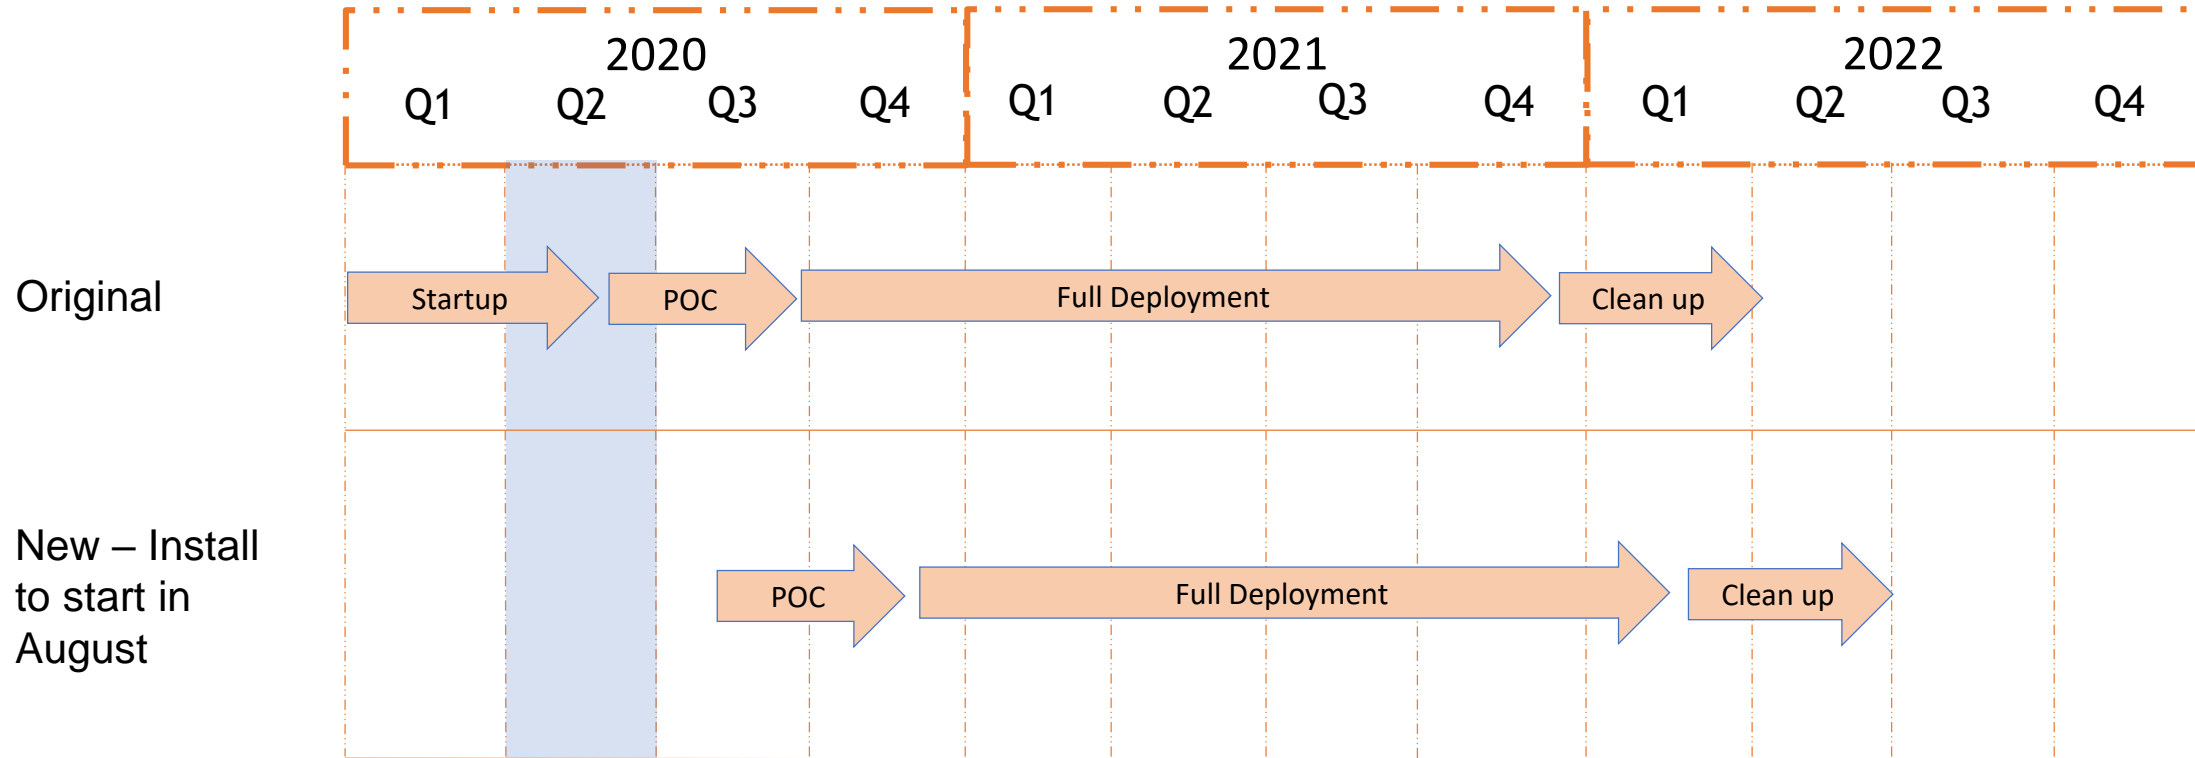 2020 2021 2022
Q1 Q2 Q3 Q4 Q1 Q2 Q3 Q4 Q1 Q2 Q3 Q4
Original
Startup POC Full Deployment Clean up
New – Install
to start in
August
POC Full Deployment Clean up